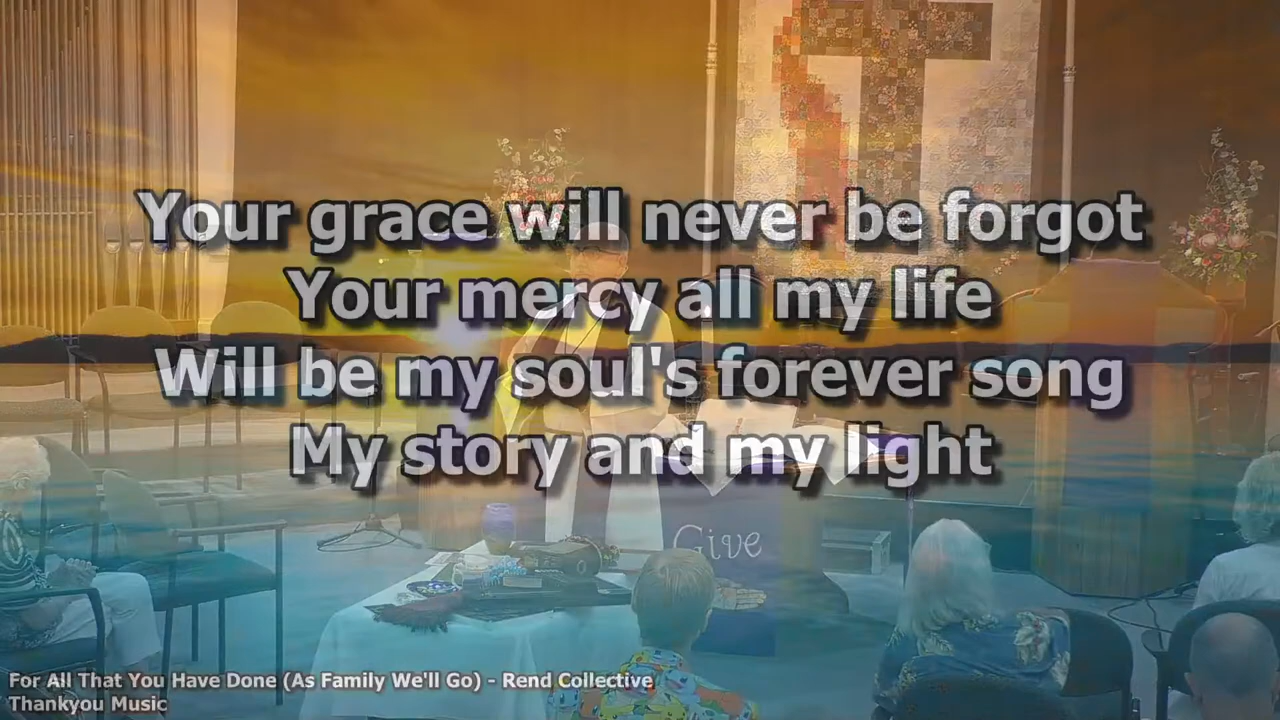 Your grace will never be forgot
Your mercy all my life
Will be my soul's forever song
My story and my light
Give
For All That You Have Done (As Family We'll Go) - Rend Collective
Thankyou Music